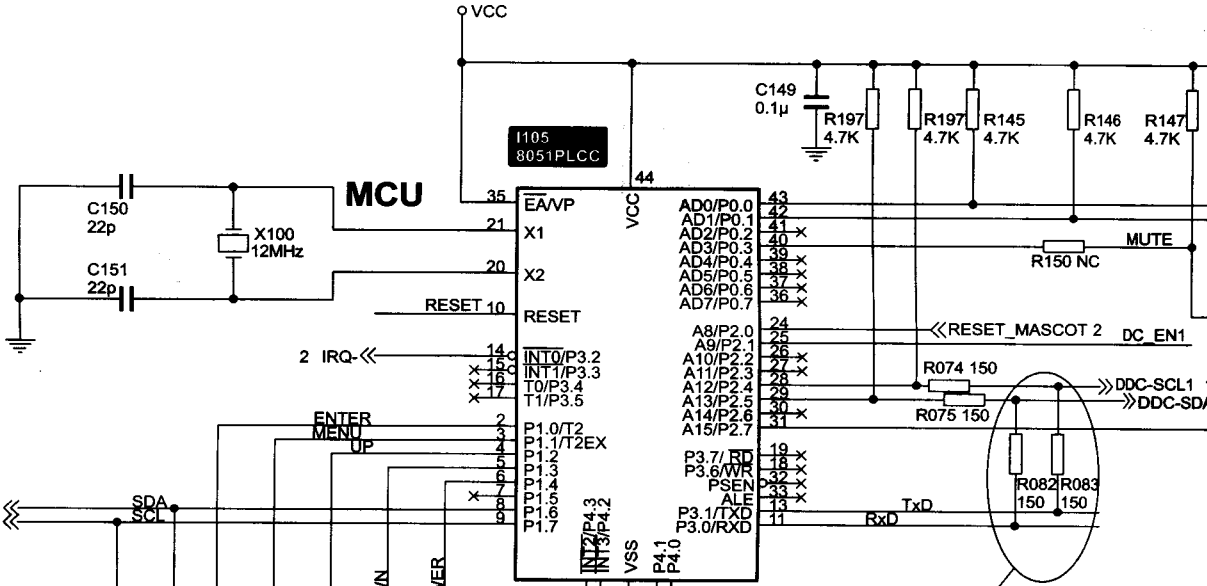 VCC
C149
0.1µ
R197
4.7K
R197
4.7K
R145
4.7K
R146
4.7K
R147
4.7K
I105
8051PLCC
MCU
C150
22p
X100
12MHz
C151
22p
44
VCC
35
EA/VP
21
X1
20
X2
RESET 10
RESET
2 IRQ-
14
INT0/P3.2
15
INT1/P3.3
16
T0/P3.4
17
T1/P3.5
ENTER
2
P1.0/T2
MENU
3
P1.1/T2EX
UP
4
P1.2
5
P1.3
6
P1.4
7
P1.5
SDA
8
P1.6
SCL
9
P1.7
AD0/P0.0
43
AD1/P0.1
42
AD2/P0.2
41
AD3/P0.3
40
AD4/P0.4
39
AD5/P0.5
38
AD6/P0.6
37
AD7/P0.7
36
MUTE
R150 NC
A8/P2.0
24
RESET_MASCOT 2
A9/P2.1
25
DC_EN1
A10/P2.2
26
A11/P2.3
27
A12/P2.4
28
A13/P2.5
29
A14/P2.6
30
A15/P2.7
31
R074 150
DDC-SCL1
R075 150
DDC-SDA
P3.7/ RD
19
P3.6/WR
18
PSEN
32
ALE
33
P3.1/TXD
13
TxD
P3.0/RXD
11
RxD
R082
150
R083
150
INT2/P4.3
INT3/P4.2
VSS
P4.1
P4.0